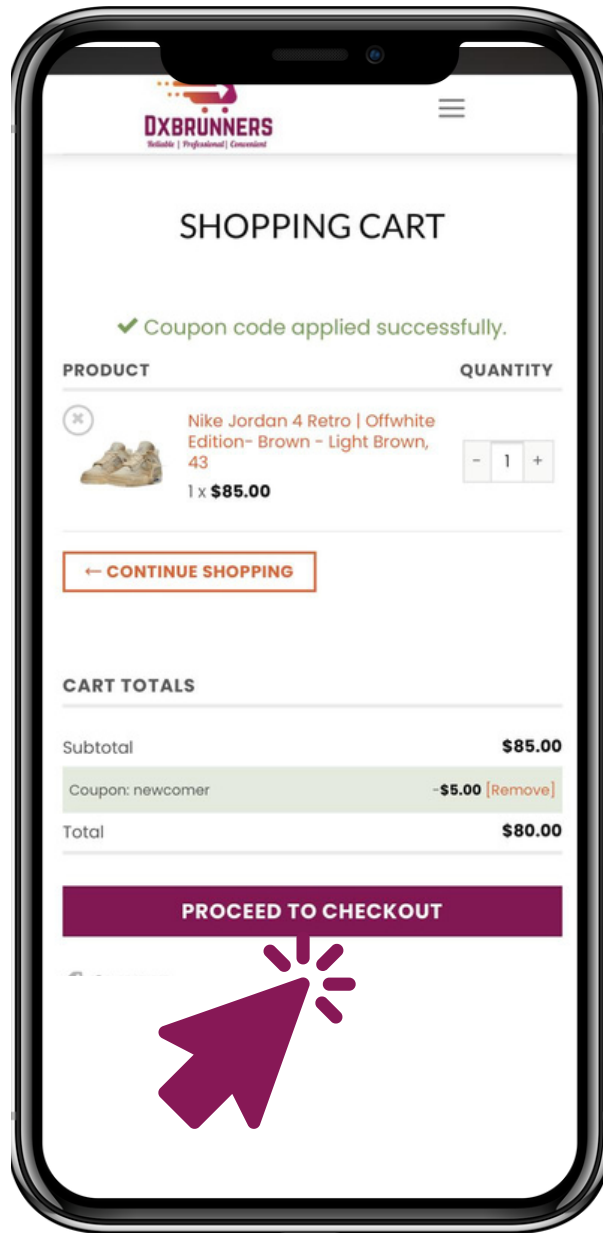 DXBRUNNERS
Reliable | Professional | Convenient
SHOPPING CART
✔ Coupon code applied successfully.
PRODUCT QUANTITY
Nike Jordan 4 Retro | Offwhite
Edition- Brown - Light Brown,
43
1 x $85.00
- 1 +
← CONTINUE SHOPPING
CART TOTALS
Subtotal $85.00
Coupon: newcomer -$5.00 [Remove]
Total $80.00
PROCEED TO CHECKOUT